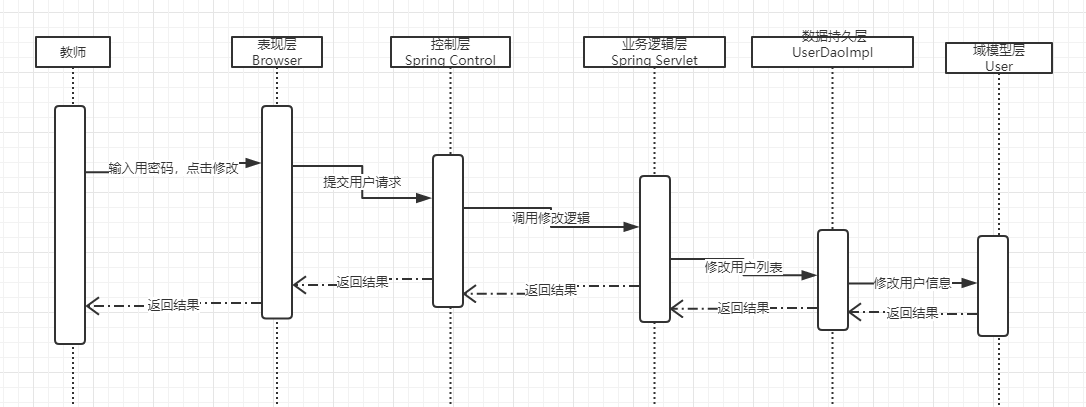 教师
表现层
Browser
控制层
Spring Control
业务逻辑层
Spring Servlet
数据持久层
UserDaoImpl
域模型层
User
输入用密码，点击修改
提交用户请求
调用修改逻辑
修改用户列表
修改用户信息
返回结果
返回结果
返回结果
返回结果
返回结果